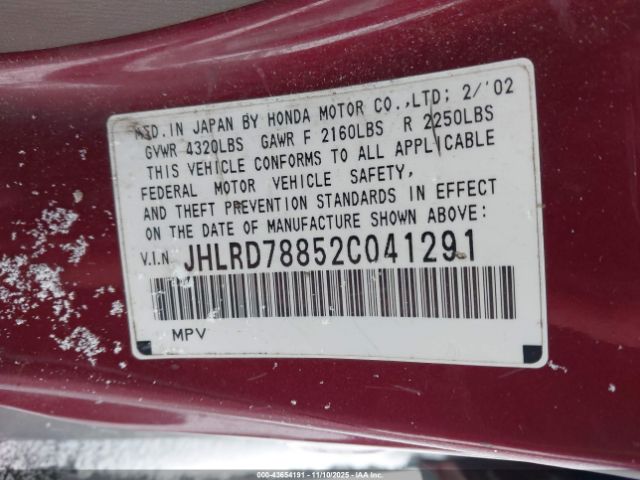 MFD.IN JAPAN BY HONDA MOTOR CO.,LTD; 2/'02
GVWR 4320LBS GAWR F 2160LBS R 2250LBS
THIS VEHICLE CONFORMS TO ALL APPLICABLE
FEDERAL MOTOR VEHICLE SAFETY,
AND THEFT PREVENTION STANDARDS IN EFFECT
ON THE DATE OF MANUFACTURE SHOWN ABOVE:
V.I.N JHLRD78852C041291
MPV
000-43654191 - 11/10/2025 - IAAI.COM